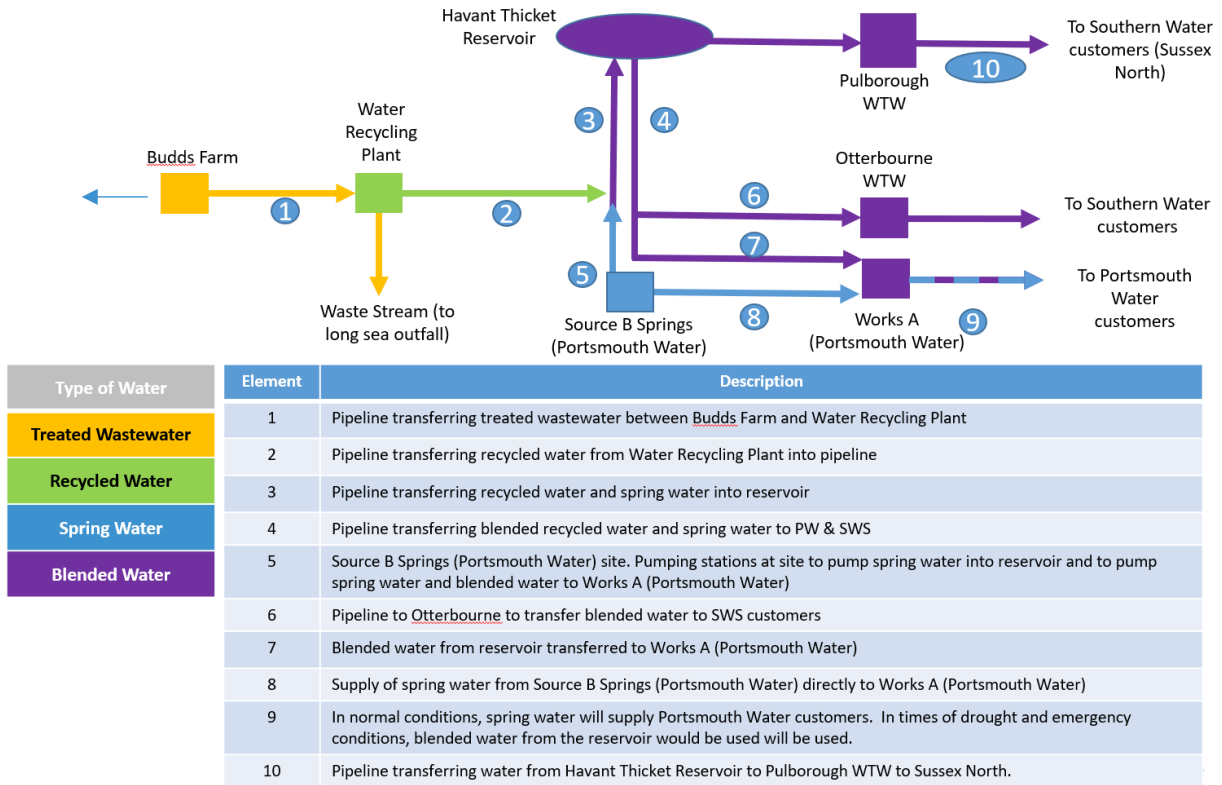 Havant Thicket
Reservoir
To Southern Water
customers (Sussex
North)
10
Pulborough
WTW
Water
Recycling
Plant
3
4
Budds Farm
Otterbourne
WTW
1
2
6
To Southern Water
customers
7
5
To Portsmouth
Water
customers
Waste Stream (to
long sea outfall)
Source B Springs
(Portsmouth Water)
8
Works A
(Portsmouth Water)
9
Type of Water
Treated Wastewater
Recycled Water
Spring Water
Blended Water
Element Description
1 Pipeline transferring treated wastewater between Budds Farm and Water Recycling Plant
2 Pipeline transferring recycled water from Water Recycling Plant into pipeline
3 Pipeline transferring recycled water and spring water into reservoir
4 Pipeline transferring blended recycled water and spring water to PW & SWS
5 Source B Springs (Portsmouth Water) site. Pumping stations at site to pump spring water into reservoir and to pump
spring water and blended water to Works A (Portsmouth Water)
6 Pipeline to Otterbourne to transfer blended water to SWS customers
7 Blended water from reservoir transferred to Works A (Portsmouth Water)
8 Supply of spring water from Source B Springs (Portsmouth Water) directly to Works A (Portsmouth Water)
9 In normal conditions, spring water will supply Portsmouth Water customers. In times of drought and emergency
conditions, blended water from the reservoir would be used will be used.
10 Pipeline transferring water from Havant Thicket Reservoir to Pulborough WTW to Sussex North.